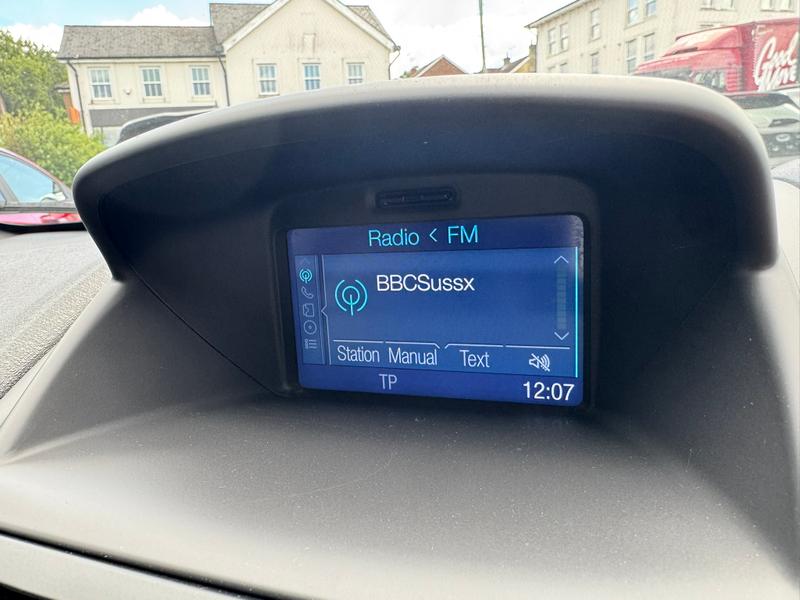 Radio < FM
BBCSussx
Station Manual Text
TP 12:07